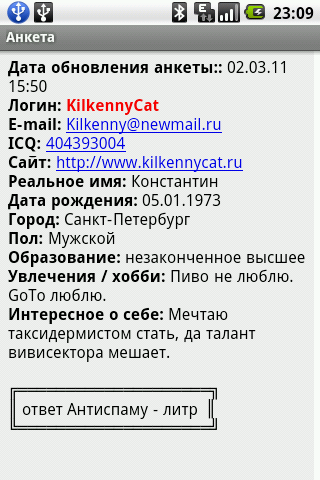 23:09
Анкета
Дата обновления анкеты:: 02.03.11
15:50
Логин: KilkennyCat
E-mail: Kilkenny@newmail.ru
ICQ: 404393004
Сайт: http://www.kilkennycat.ru
Реальное имя: Константин
Дата рождения: 05.01.1973
Город: Санкт-Петербург
Пол: Мужской
Образование: незаконченное высшее
Увлечения / хобби: Пиво не люблю.
GoTo люблю.
Интересное о себе: Мечтаю
таксидермистом стать, да талант
вивисектора мешает.
ответ Антиспаму - литр